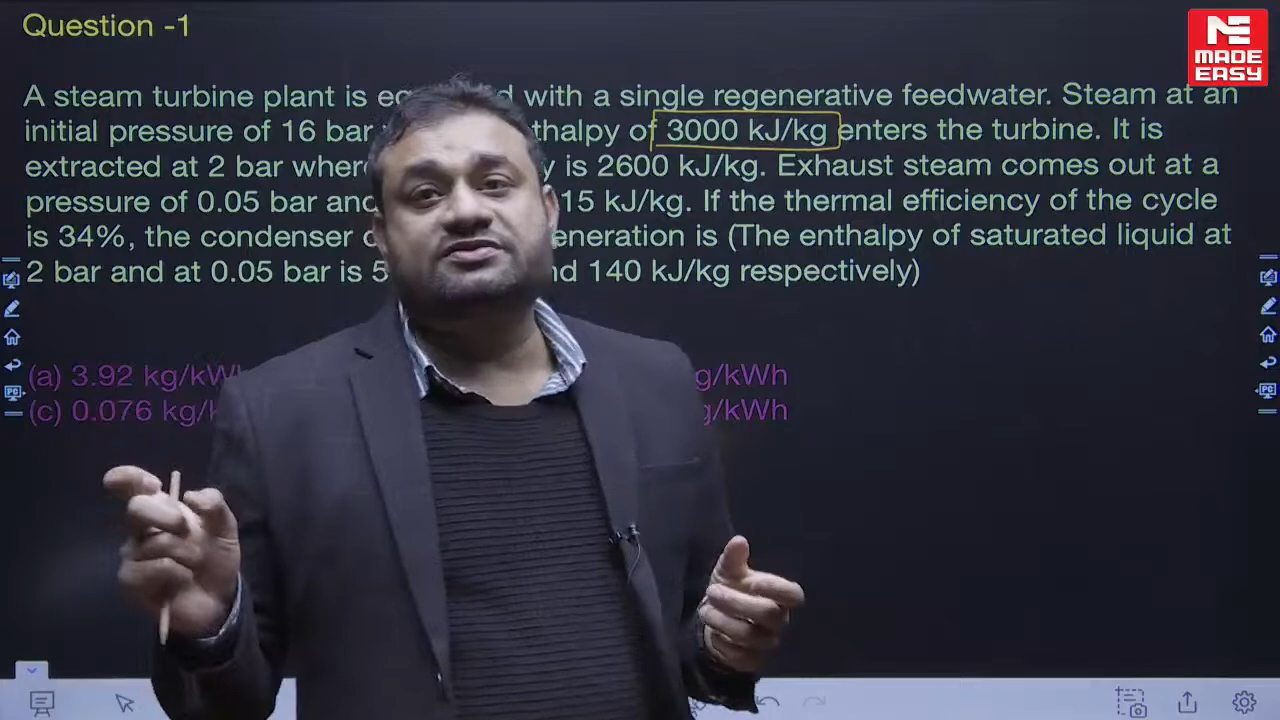 Question -1
MADE
EASY
A steam turbine plant is eq d with a single regenerative feedwater. Steam at an
initial pressure of 16 bar thalpy of 3000 kJ/kg enters the turbine. It is
extracted at 2 bar where y is 2600 kJ/kg. Exhaust steam comes out at a
pressure of 0.05 bar and 15 kJ/kg. If the thermal efficiency of the cycle
is 34%, the condenser eneration is (The enthalpy of saturated liquid at
2 bar and at 0.05 bar is 5 nd 140 kJ/kg respectively)
(a) 3.92 kg/kW g/kWh
(c) 0.076 kg/k g/kWh